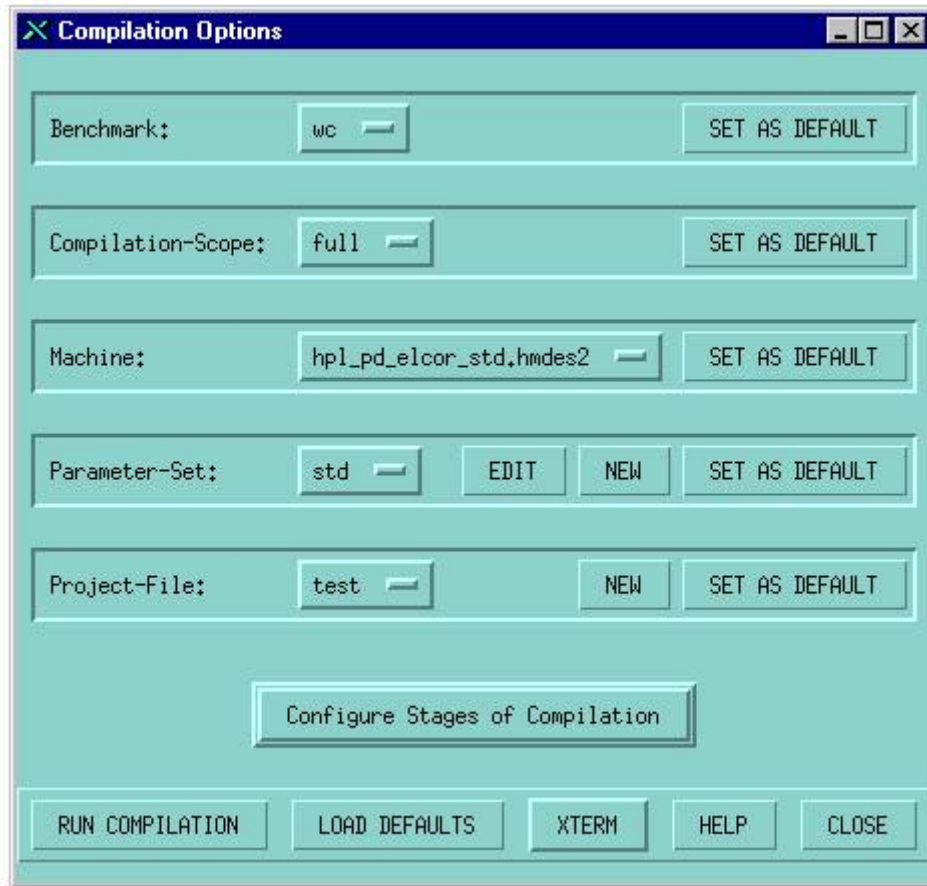 Compilation Options
Benchmark: wc SET AS DEFAULT
Compilation-Scope: full SET AS DEFAULT
Machine: hpl_pd_elcor_std.hmdes2 SET AS DEFAULT
Parameter-Set: std EDIT NEW SET AS DEFAULT
Project-File: test NEW SET AS DEFAULT
Configure Stages of Compilation
RUN COMPILATION LOAD DEFAULTS XTERM HELP CLOSE